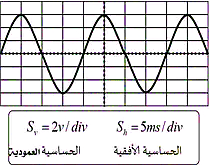 S_v = 2v/div S_h = 5ms/div
الحساسية العمودية الحساسية الأفقية